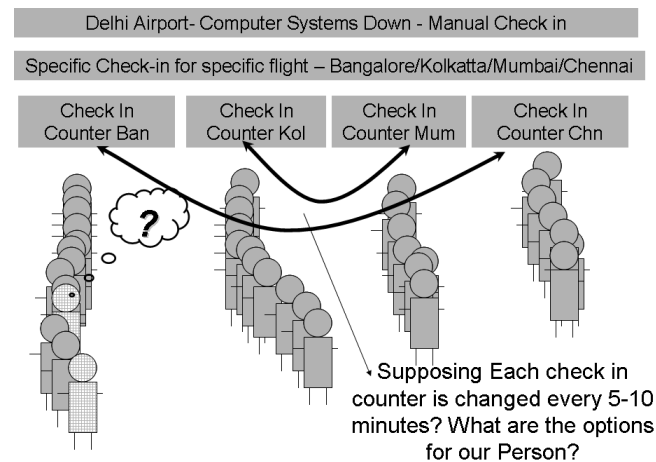 Delhi Airport- Computer Systems Down - Manual Check in
Specific Check-in for specific flight – Bangalore/Kolkatta/Mumbai/Chennai
Check In
Counter Ban
Check In
Counter Kol
Check In
Counter Mum
Check In
Counter Chn
?
Supposing Each check in
counter is changed every 5-10
minutes? What are the options
for our Person?